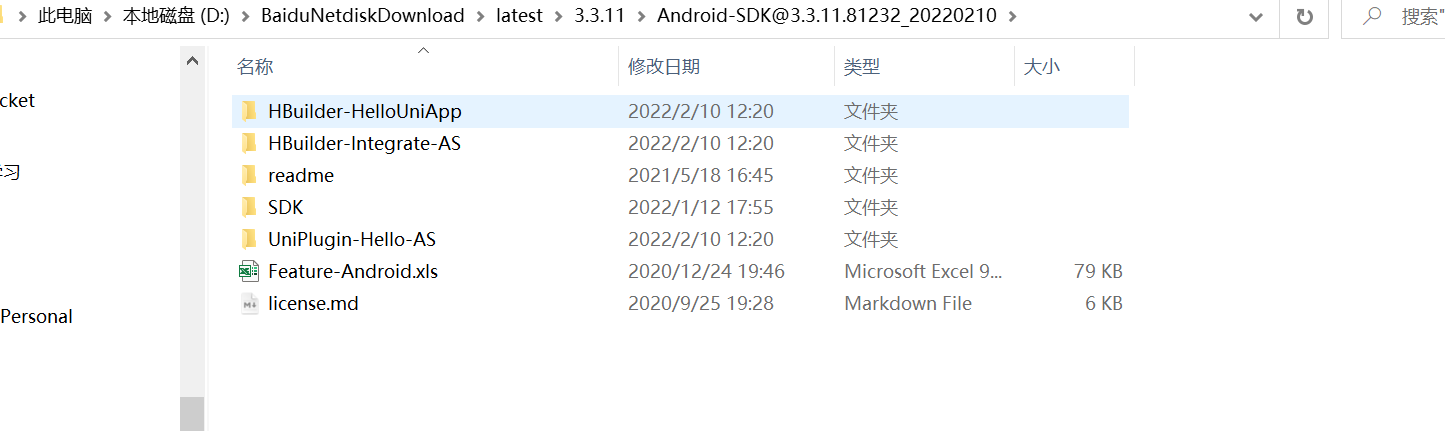 此电脑 本地磁盘 (D:) BaiduNetdiskDownload latest 3.3.11 Android-SDK@3.3.11.81232_20220210 搜索"
名称 修改日期 类型 大小
cket
HBuilder-HelloUniApp 2022/2/10 12:20 文件夹
HBuilder-Integrate-AS 2022/2/10 12:20 文件夹
学习
readme 2021/5/18 16:45 文件夹
SDK 2022/1/12 17:55 文件夹
UniPlugin-Hello-AS 2022/2/10 12:20 文件夹
Feature-Android.xls 2020/12/24 19:46 Microsoft Excel 9... 79 KB
license.md 2020/9/25 19:28 Markdown File 6 KB
Personal